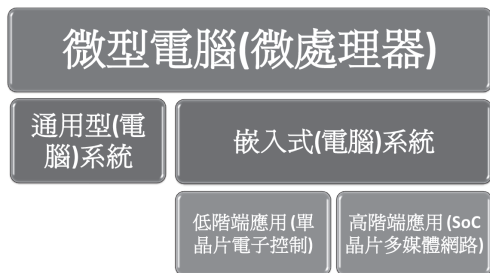 微型電腦(微處理器)
通用型(電
腦)系統
嵌入式(電腦)系統
低階端應用(單
晶片電子控制)
高階端應用(SoC
晶片多媒體網路)